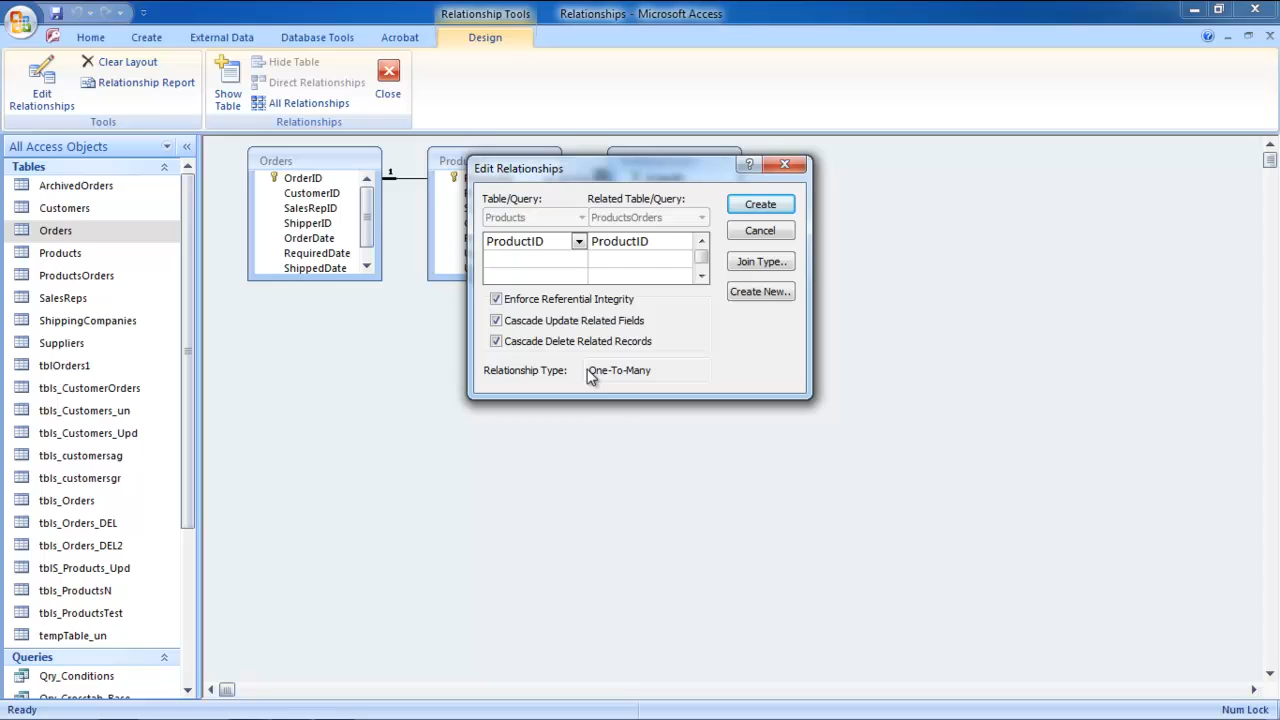 Relationship Tools
Relationships - Microsoft Access
Home Create External Data Database Tools Acrobat Design
Edit Relationships
Clear Layout
Relationship Report
Tools
Show Table
Hide Table
Direct Relationships
All Relationships
Close
Relationships
All Access Objects
Tables
ArchivedOrders
Customers
Orders
Products
ProductsOrders
SalesReps
ShippingCompanies
Suppliers
tblOrders1
tbls_CustomerOrders
tbls_Customers_un
tbls_Customers_Upd
tbls_customersag
tbls_customersgr
tbls_Orders
tbls_Orders_DEL
tbls_Orders_DEL2
tblS_Products_Upd
tbls_ProductsN
tbls_ProductsTest
tempTable_un
Queries
Qry_Conditions
Qry_Crosstab_Base
Orders
OrderID
CustomerID
SalesRepID
ShipperID
OrderDate
RequiredDate
ShippedDate
1
Edit Relationships
Table/Query: Related Table/Query:
Products ProductsOrders
ProductID ProductID
Enforce Referential Integrity
Cascade Update Related Fields
Cascade Delete Related Records
Relationship Type: One-To-Many
Create
Cancel
Join Type..
Create New..
Ready
Num Lock